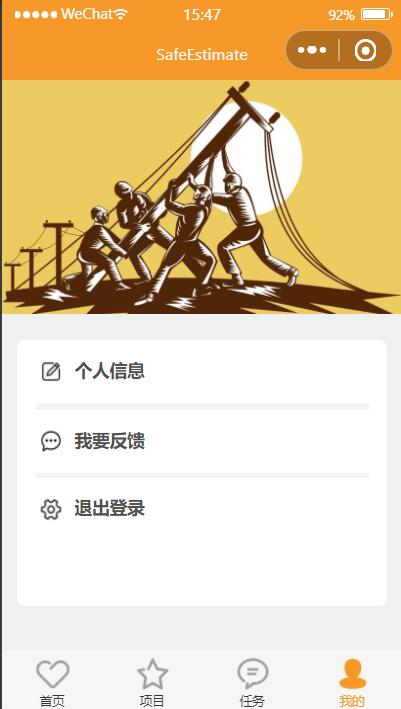 WeChat 15:47 92%
SafeEstimate
个人信息
我要反馈
退出登录
首页 项目 任务 我的